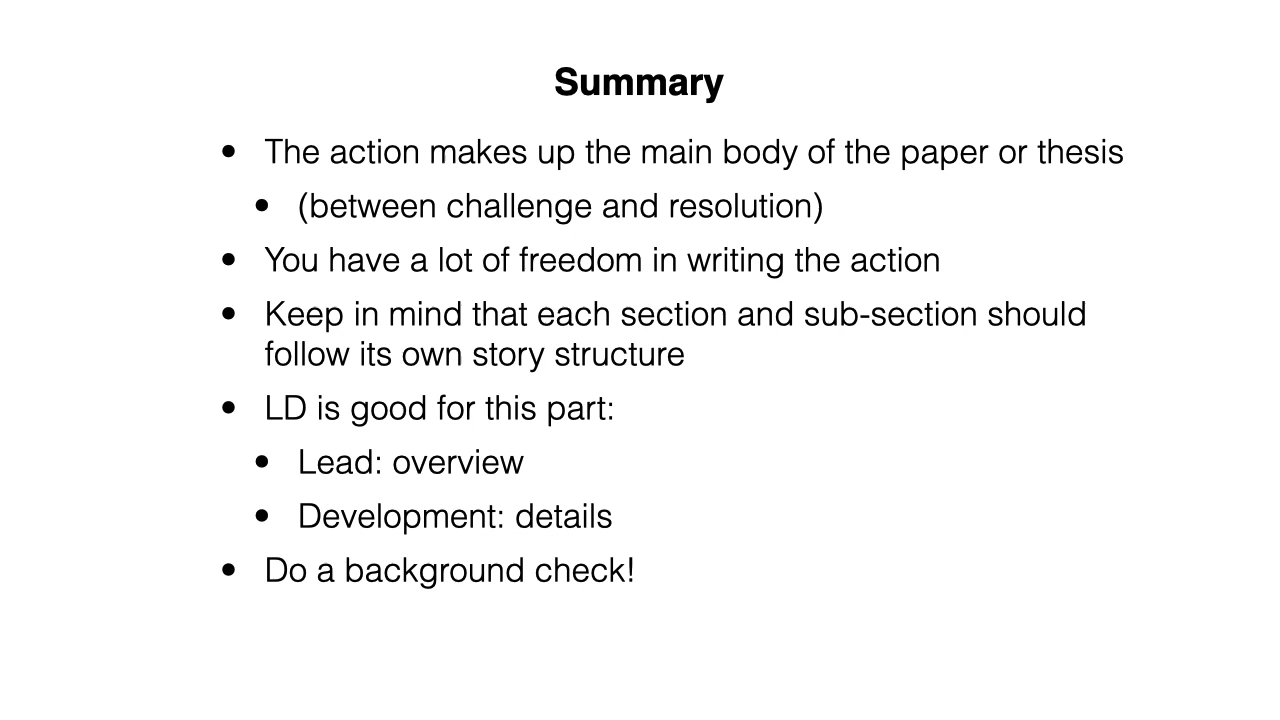 Summary
• The action makes up the main body of the paper or thesis
• (between challenge and resolution)
• You have a lot of freedom in writing the action
• Keep in mind that each section and sub-section should
follow its own story structure
• LD is good for this part:
• Lead: overview
• Development: details
• Do a background check!